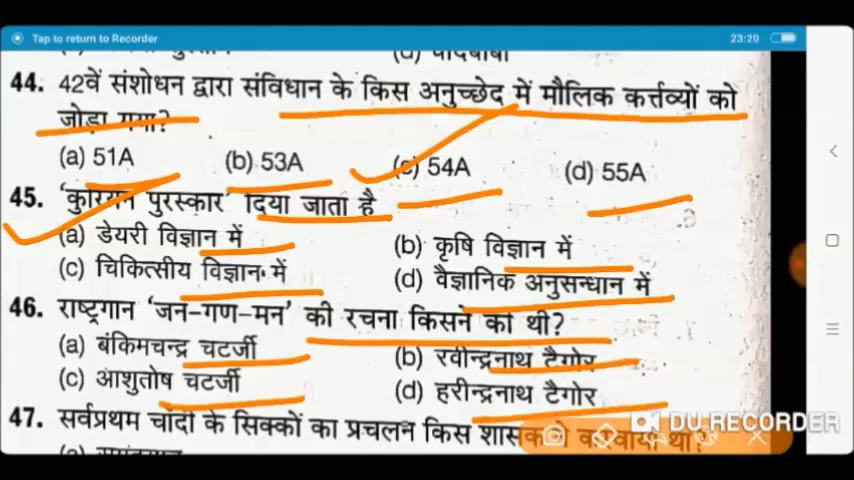 Tap to return to Recorder 23:20
44. 42वें संशोधन द्वारा संविधान के किस अनुच्छेद में मौलिक कर्त्तव्यों को
जोड़ा गया?
(a) 51A (b) 53A (c) 54A (d) 55A
45. 'कुरियन पुरस्कार' दिया जाता है
(a) डेयरी विज्ञान में (b) कृषि विज्ञान में
(c) चिकित्सीय विज्ञान में (d) वैज्ञानिक अनुसन्धान में
46. राष्ट्रगान 'जन-गण-मन' की रचना किसने की थी?
(a) बंकिमचन्द्र चटर्जी (b) रवीन्द्रनाथ टैगोर
(c) आशुतोष चटर्जी (d) हरीन्द्रनाथ टैगोर
DU RECORDER
47. सर्वप्रथम चाँदी के सिक्कों का प्रचलन किस शासक ने करवाया था?